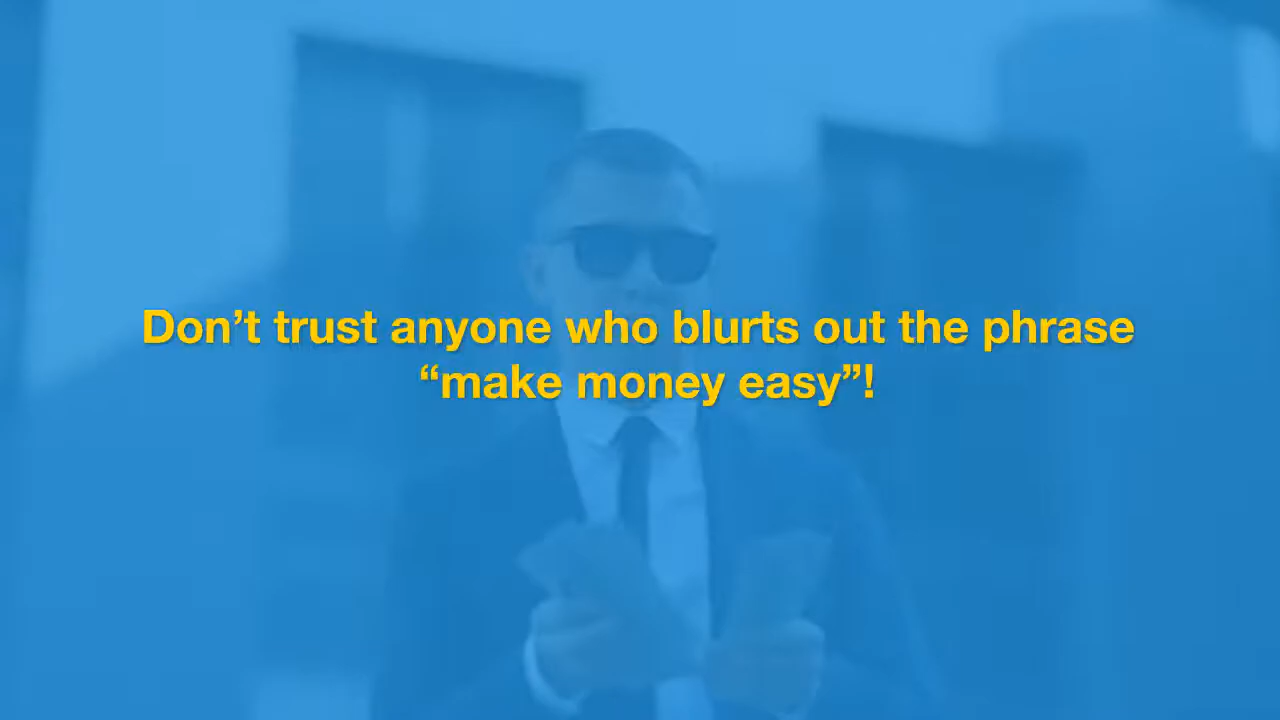 Don’t trust anyone who blurts out the phrase
“make money easy”!